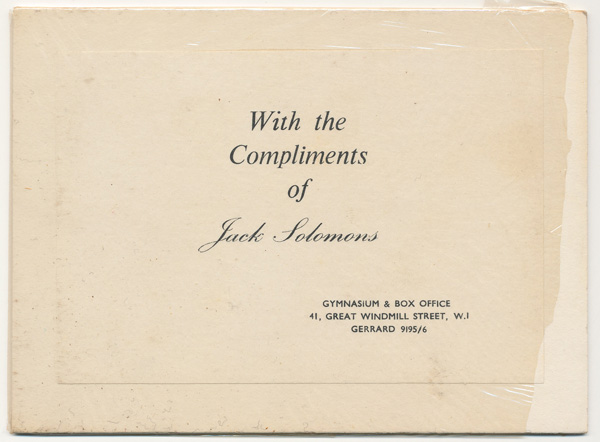 With the
Compliments
of
Jack Solomons
GYMNASIUM & BOX OFFICE
41, GREAT WINDMILL STREET, W.1
GERRARD 9195/6